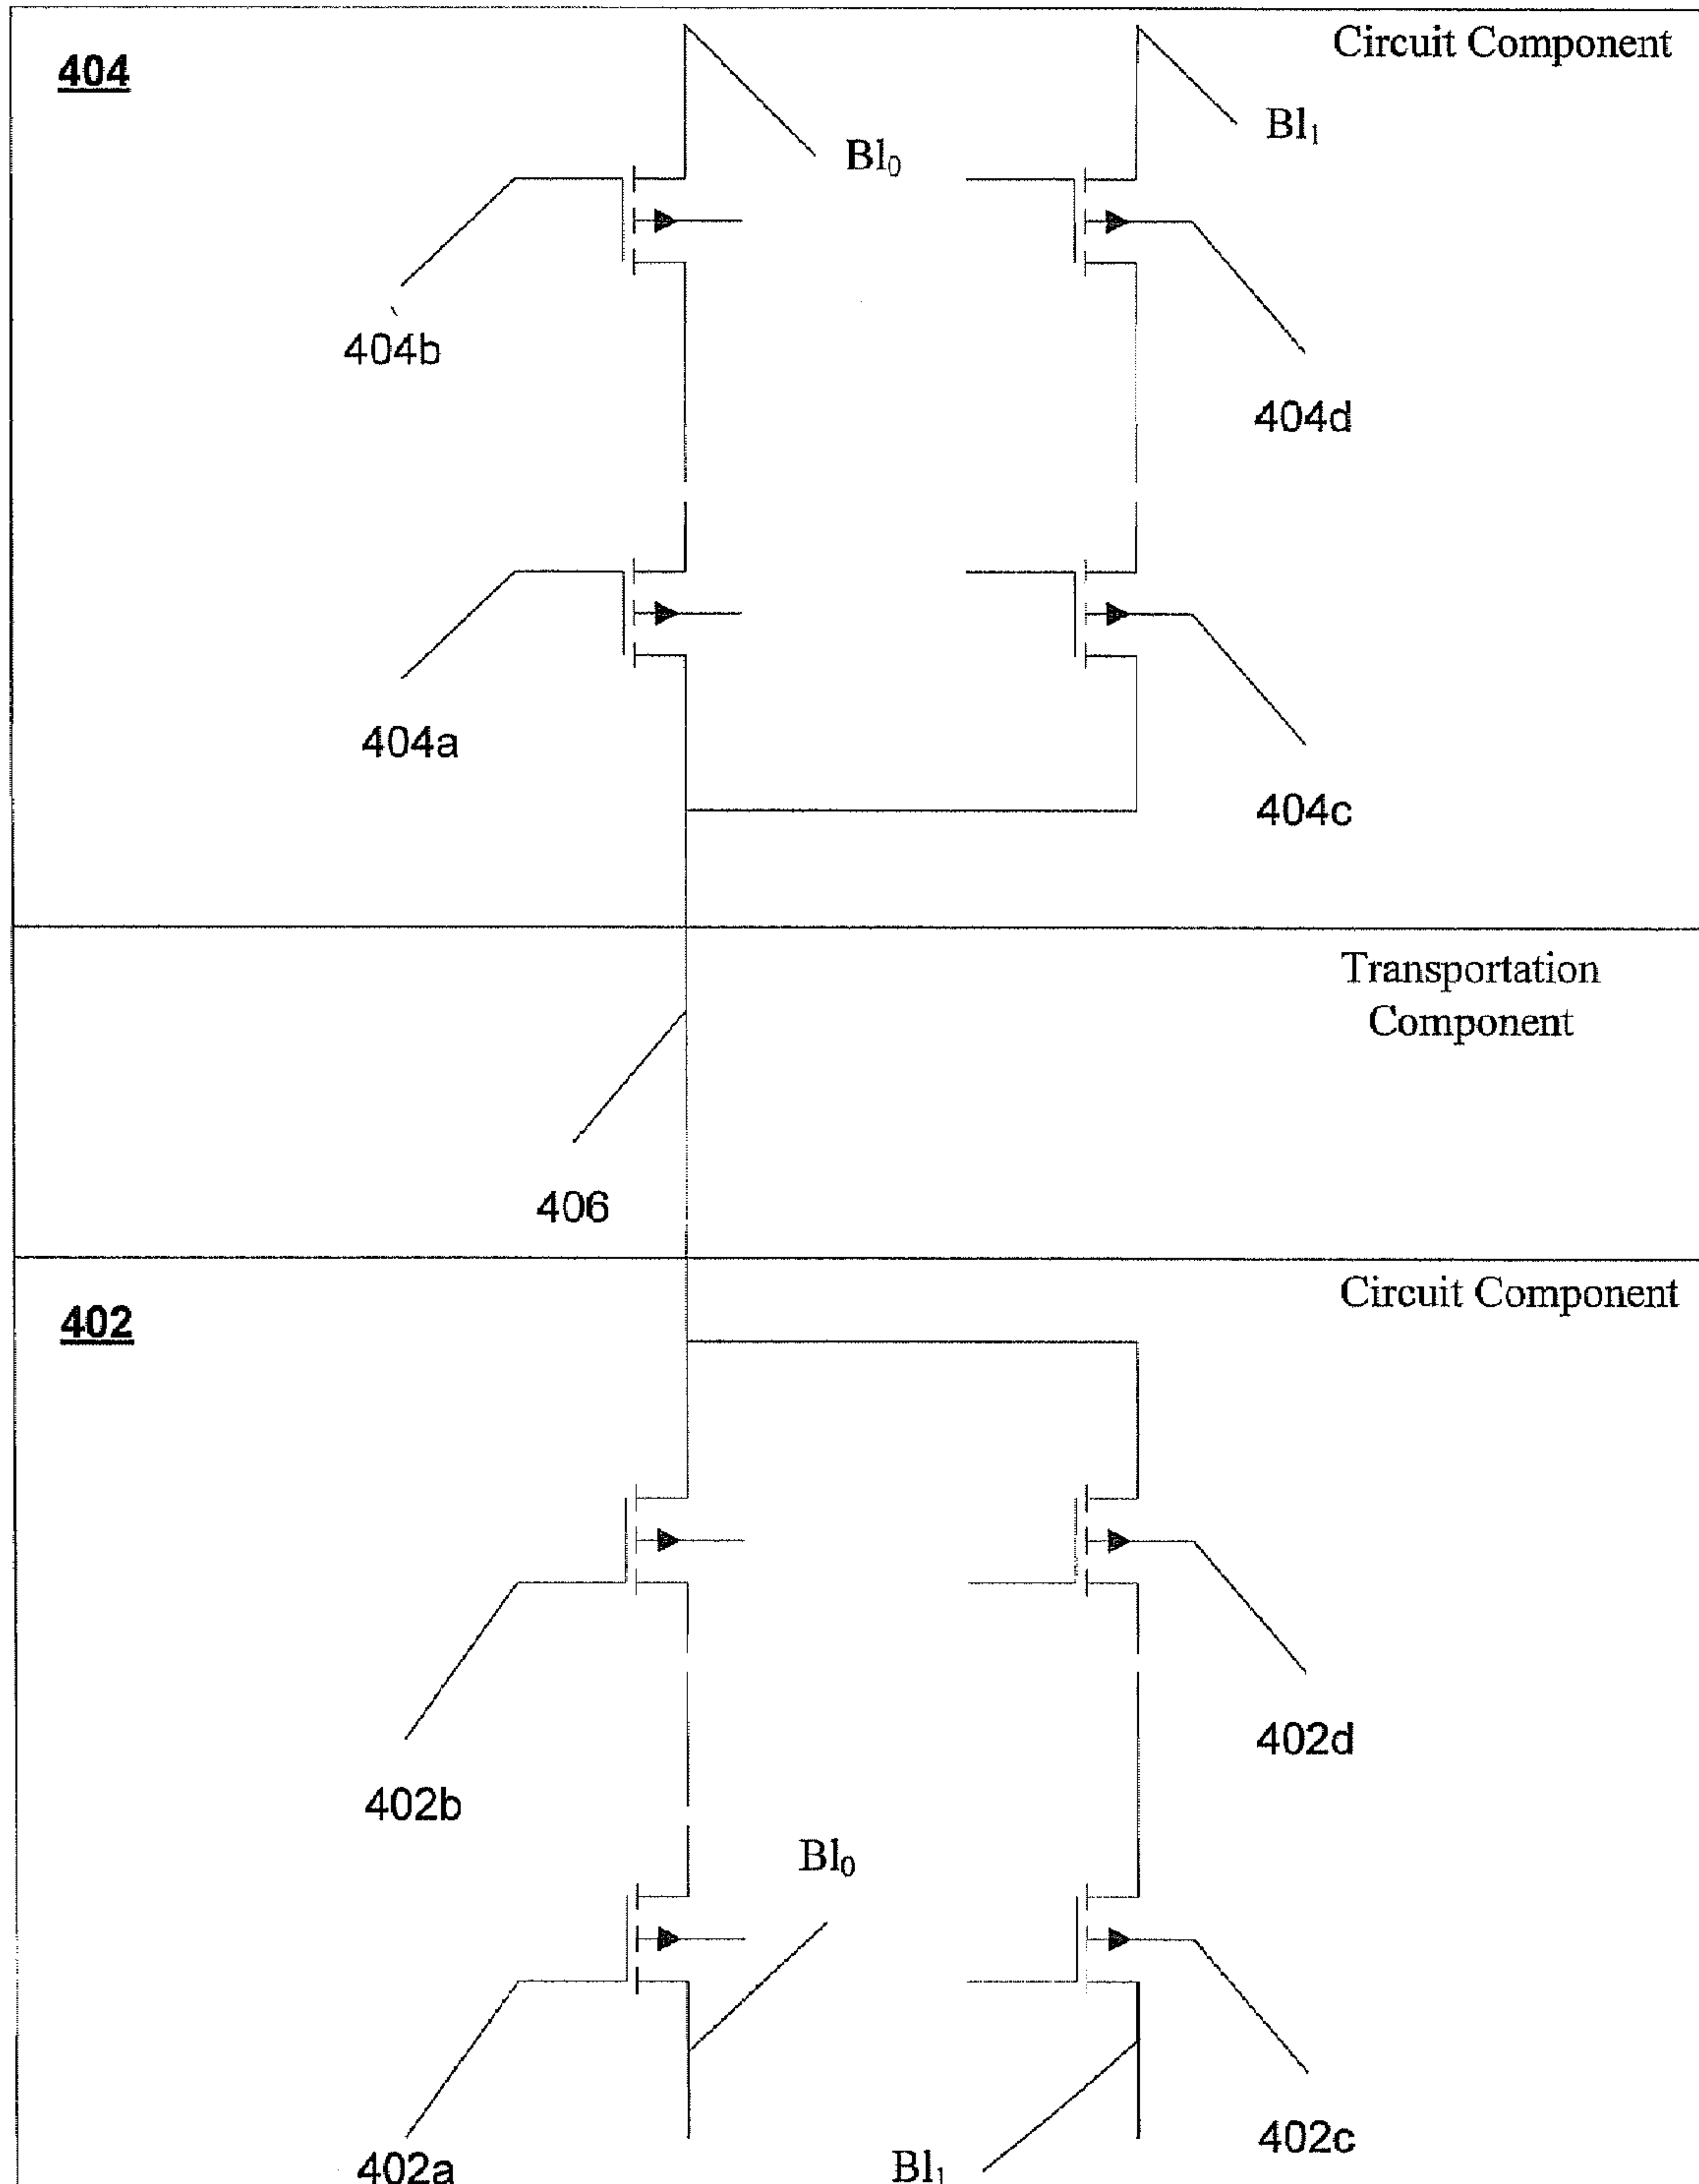 404
Circuit Component
Bl₀
Bl₁
404b
404d
404a
404c
Transportation
Component
406
402
Circuit Component
402b
402d
Bl₀
402a
Bl₁
402c